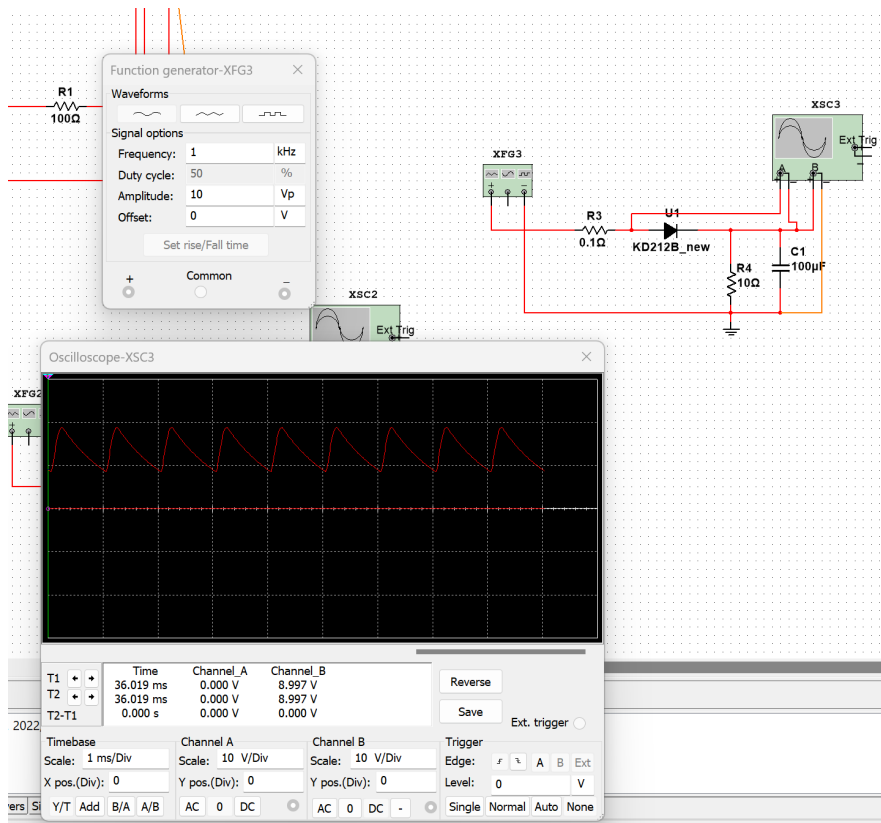 Function generator-XFG3
Waveforms
Signal options
Frequency: 1 kHz
Duty cycle: 50 %
Amplitude: 10 Vp
Offset: 0 V
Set rise/Fall time
+ Common −
R1
100Ω
XSC3
Ext Trig
A B
XFG3
R3
0.1Ω
U1
KD212B_new
R4
10Ω
C1
100µF
XSC2
Ext Trig
XFG2
Oscilloscope-XSC3
Time Channel_A Channel_B
T1 36.019 ms 0.000 V 8.997 V
T2 36.019 ms 0.000 V 8.997 V
T2-T1 0.000 s 0.000 V 0.000 V
Reverse
Save
Ext. trigger
2022
Timebase
Scale: 1 ms/Div
X pos.(Div): 0
Y/T Add B/A A/B
Channel A
Scale: 10 V/Div
Y pos.(Div): 0
AC 0 DC
Channel B
Scale: 10 V/Div
Y pos.(Div): 0
AC 0 DC -
Trigger
Edge: A B Ext
Level: 0 V
Single Normal Auto None